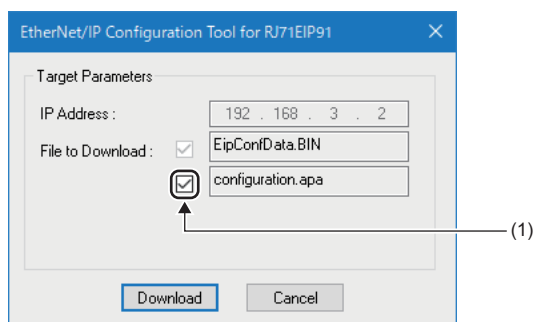 EtherNet/IP Configuration Tool for RJ71EIP91
Target Parameters
IP Address : 192 . 168 . 3 . 2
File to Download : EipConfData.BIN
configuration.apa
(1)
Download Cancel